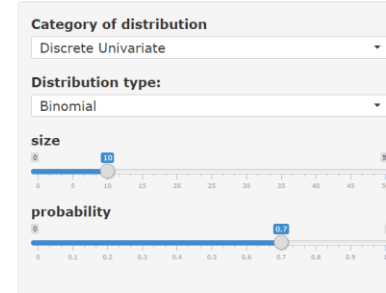 Category of distribution
Discrete Univariate
Distribution type:
Binomial
size
0 10 5
0 5 10 15 20 25 30 35 40 45 5
probability
0 0.7
0 0.1 0.2 0.3 0.4 0.5 0.6 0.7 0.8 0.9